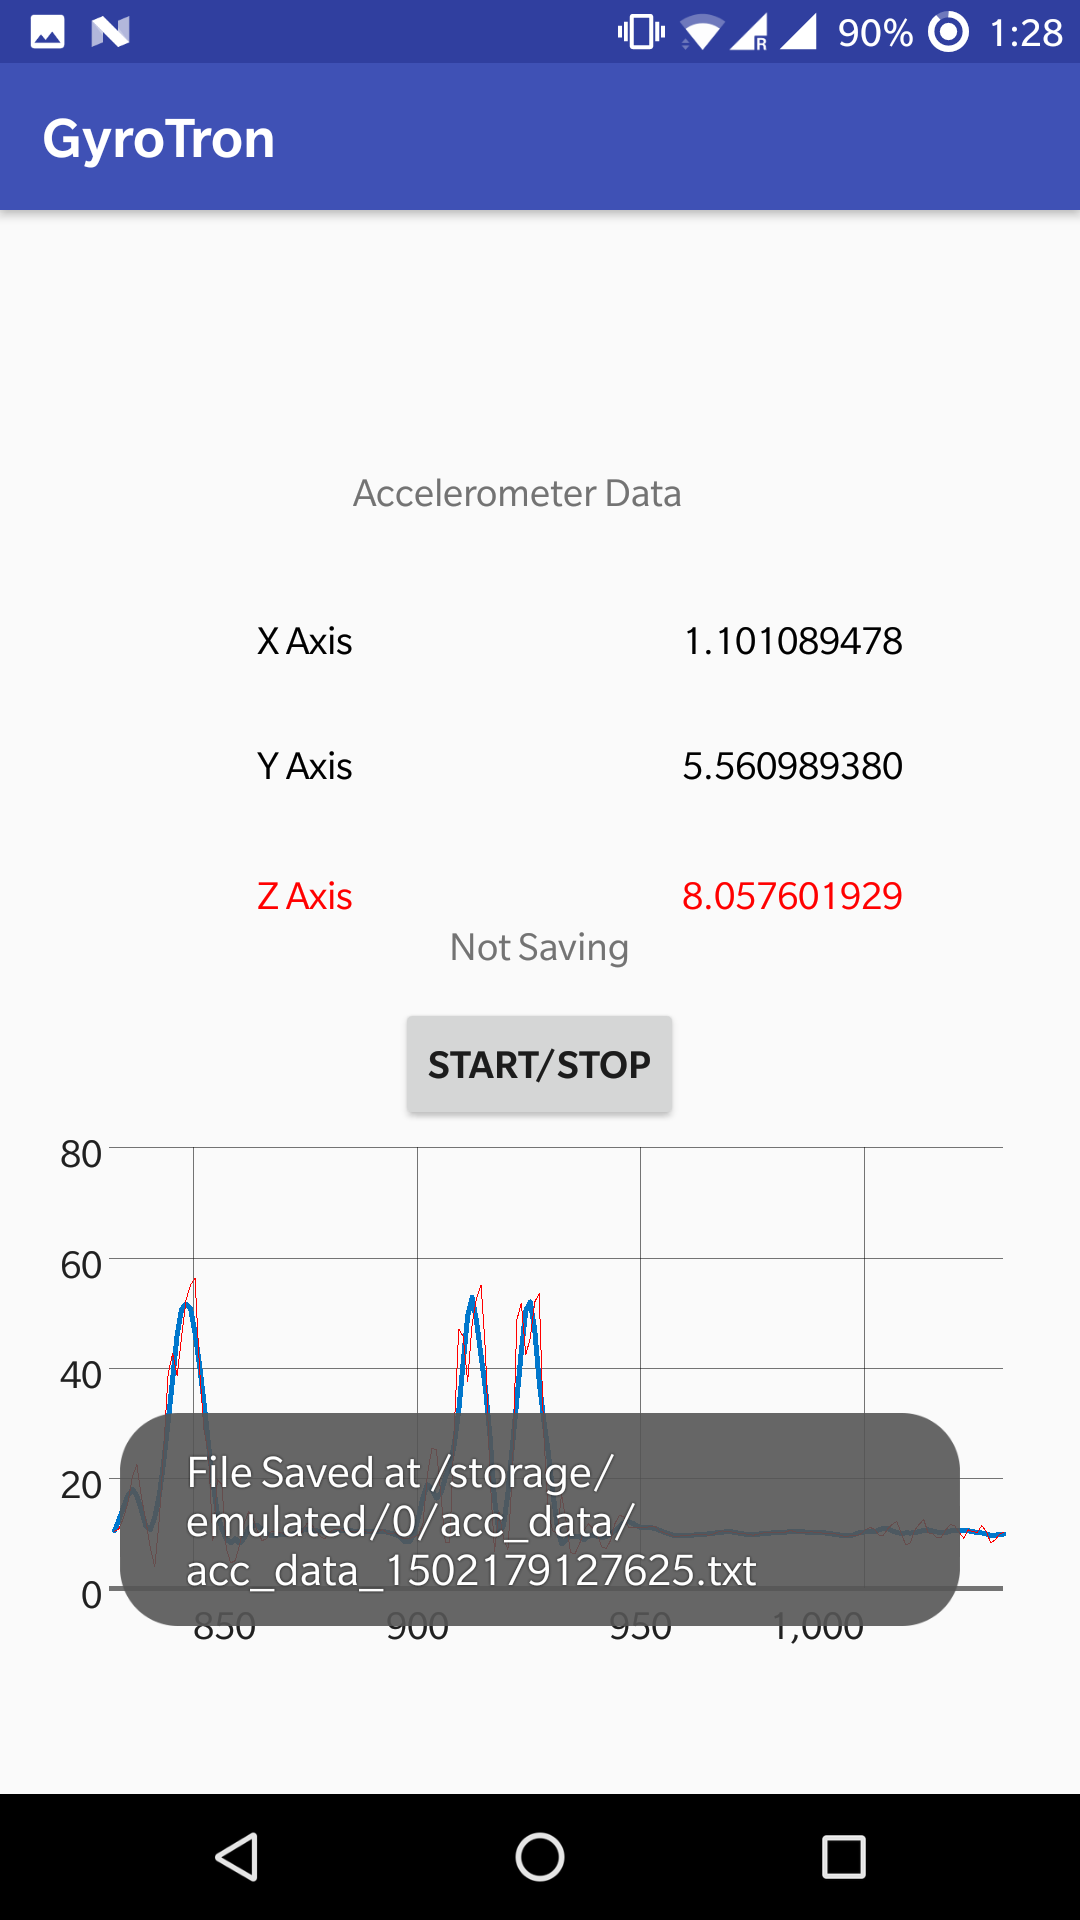 90% 1:28
GyroTron
Accelerometer Data
X Axis 1.101089478
Y Axis 5.560989380
Z Axis 8.057601929
Not Saving
START/STOP
80
60
40
20
0
File Saved at /storage/
emulated/0/acc_data/
acc_data_1502179127625.txt
850 900 950 1,000